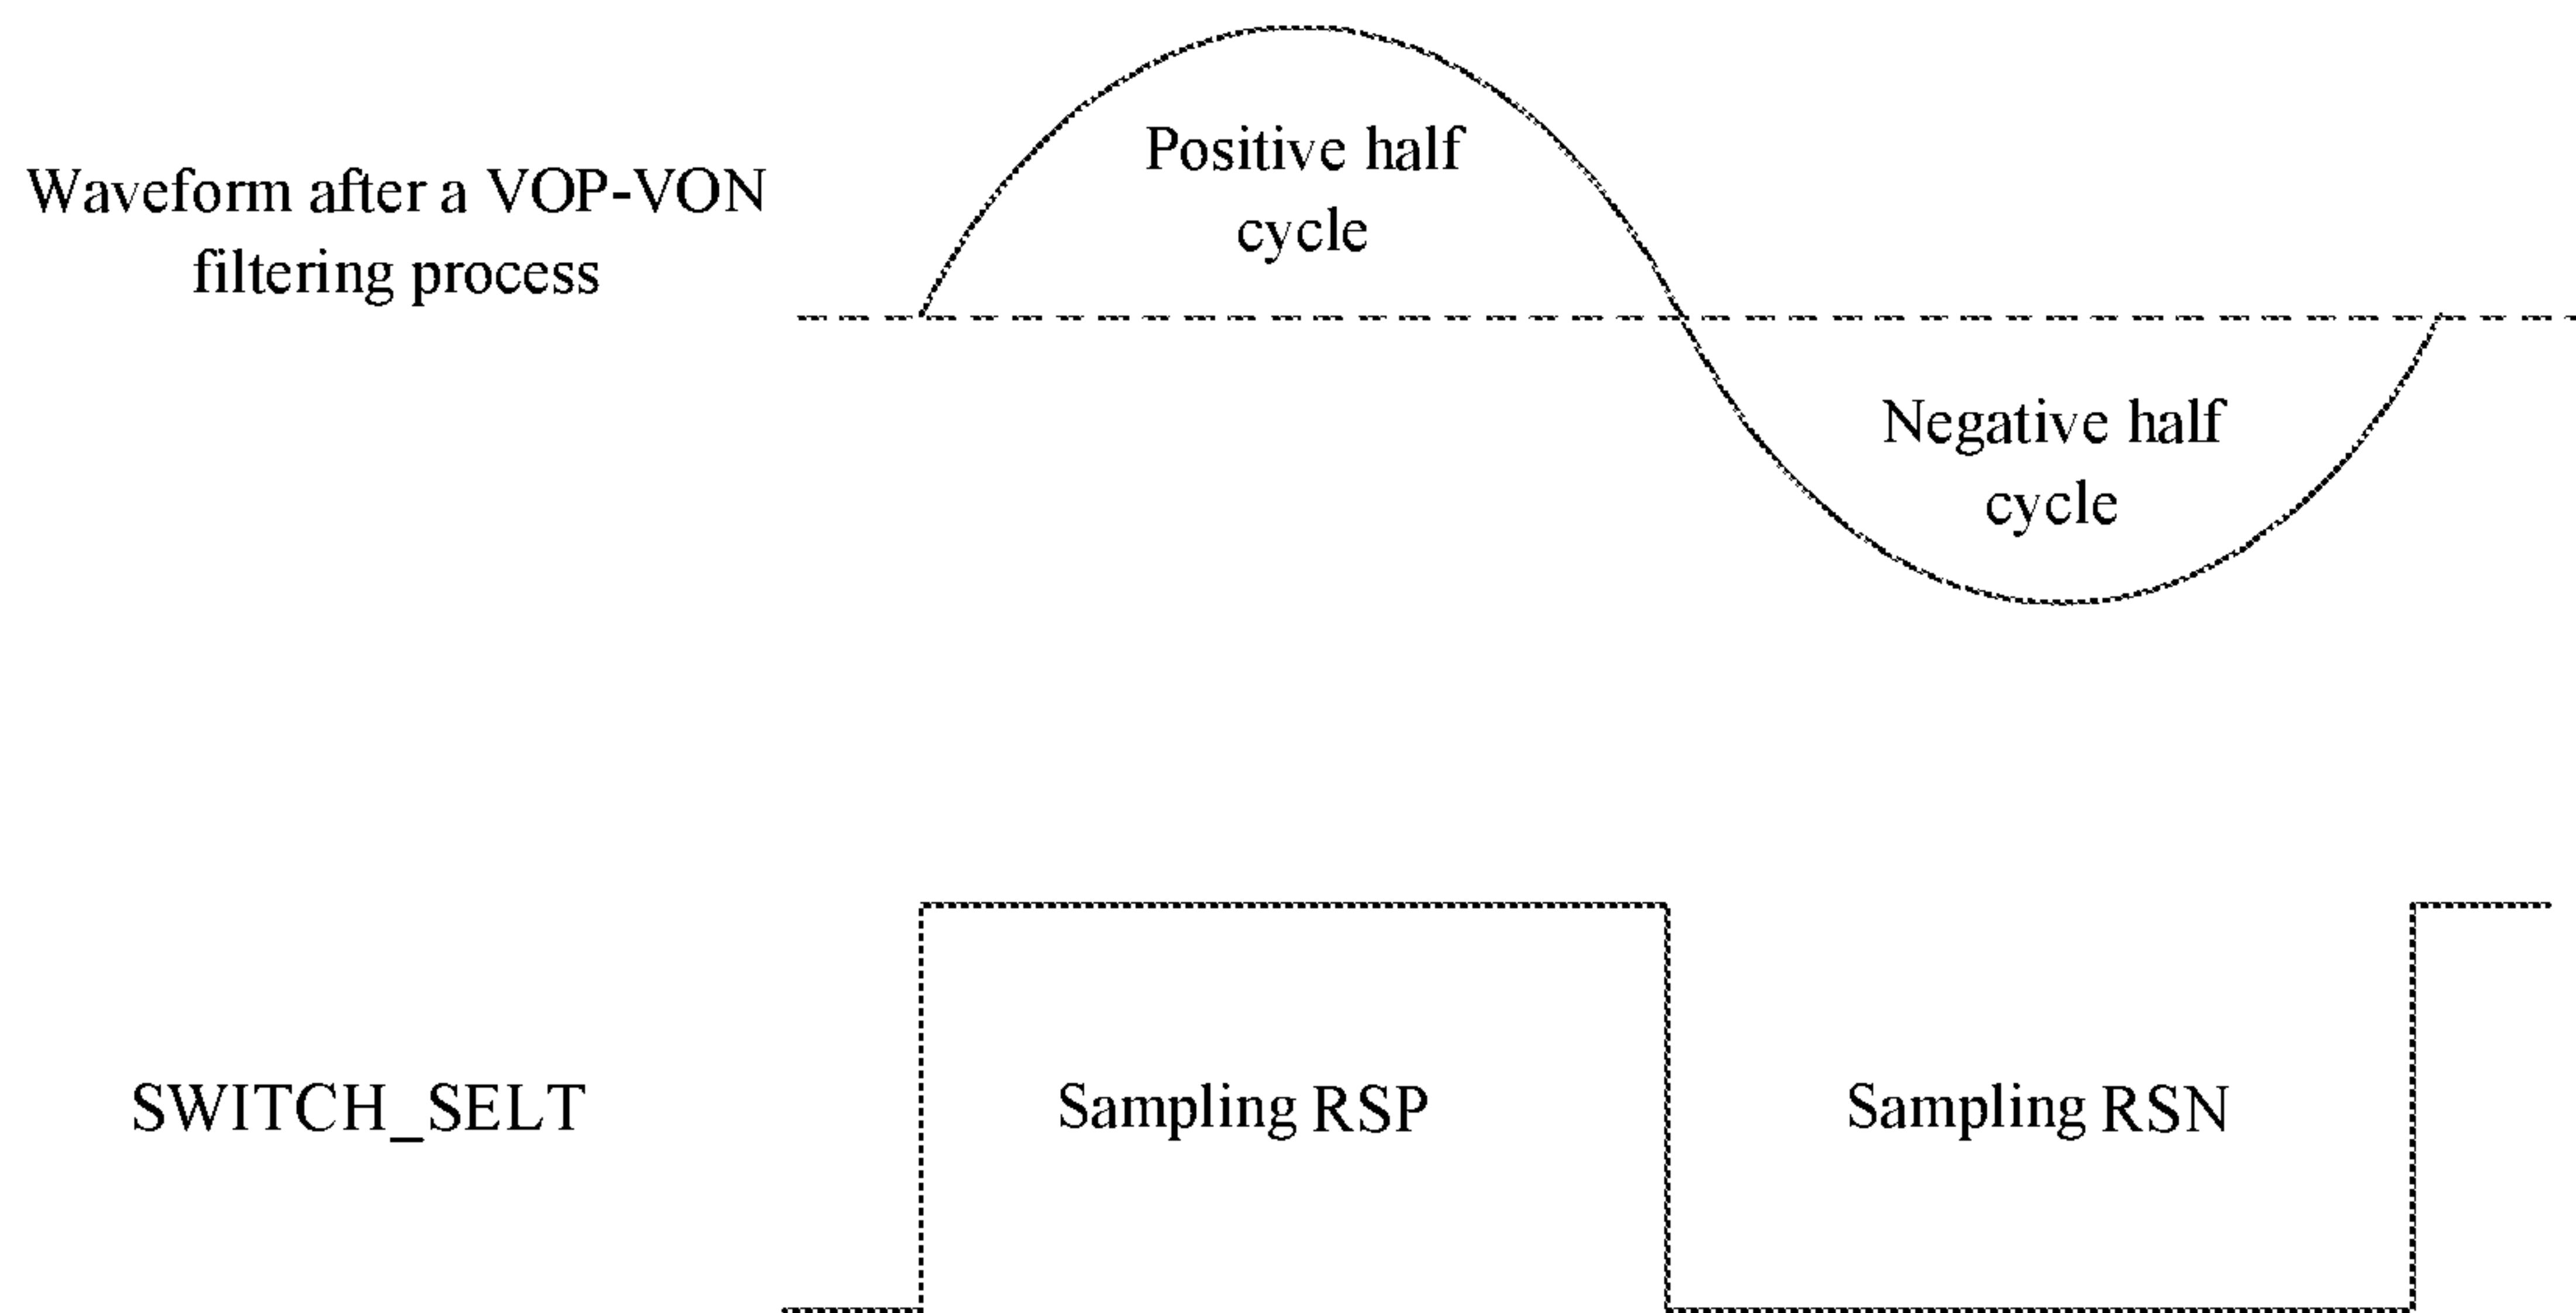 Waveform after a VOP-VON
filtering process
Positive half
cycle
Negative half
cycle
SWITCH_SELT
Sampling RSP
Sampling RSN